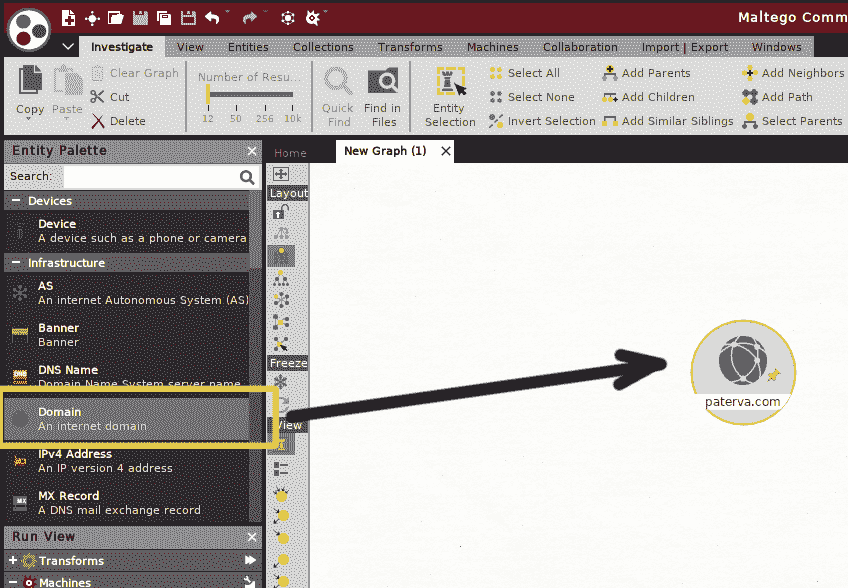 Maltego Comm
Investigate View Entities Collections Transforms Machines Collaboration Import | Export Windows
Copy
Paste
Clear Graph
Cut
Delete
Number of Resu...
12 50 256 10k
Quick
Find
Find in
Files
Entity
Selection
Select All
Select None
Invert Selection
Add Parents
Add Children
Add Similar Siblings
Add Neighbors
Add Path
Select Parents
Entity Palette
Home
New Graph (1)
Search:
Layout
Devices
Device
A device such as a phone or camera
Infrastructure
AS
An internet Autonomous System (AS)
Banner
Banner
DNS Name
Domain Name System server name
Freeze
Domain
An internet domain
View
IPv4 Address
An IP version 4 address
MX
MX Record
A DNS mail exchange record
Run View
Transforms
Machines
paterva.com